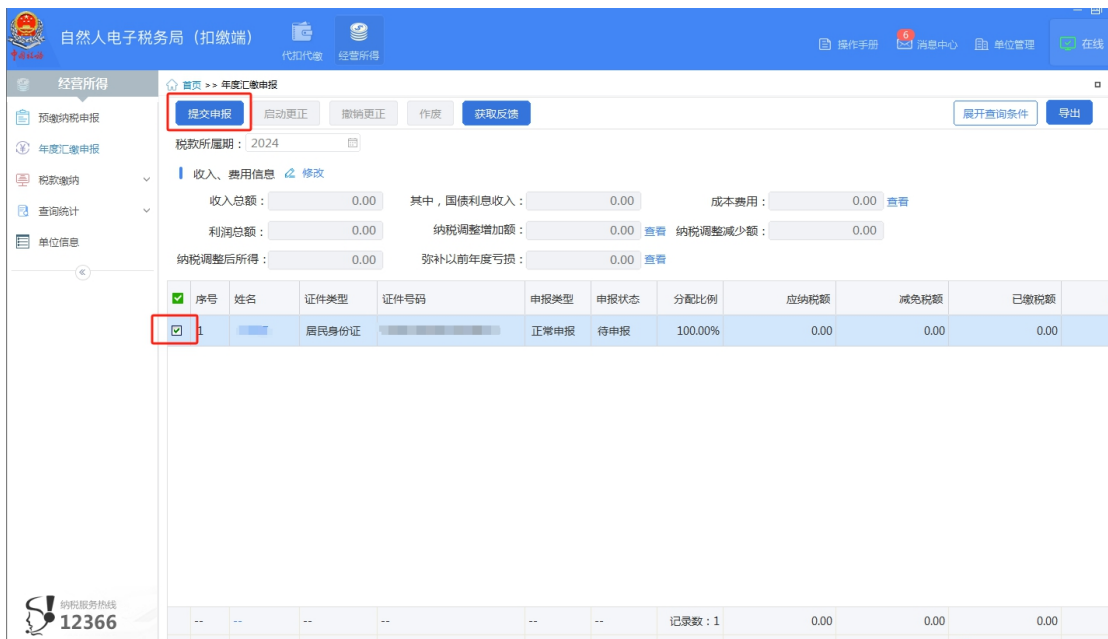 自然人电子税务局（扣缴端）
代扣代缴
经营所得
操作手册
6
消息中心
单位管理
在线
经营所得
首页 >> 年度汇缴申报
预缴纳税申报
年度汇缴申报
税款缴纳
查询统计
单位信息
提交申报 启动更正 撤销更正 作废 获取反馈 展开查询条件 导出
税款所属期： 2024
收入、费用信息 修改
收入总额： 0.00 其中，国债利息收入： 0.00 成本费用： 0.00 查看
利润总额： 0.00 纳税调整增加额： 0.00 查看 纳税调整减少额： 0.00
纳税调整后所得： 0.00 弥补以前年度亏损： 0.00 查看
序号 姓名 证件类型 证件号码 申报类型 申报状态 分配比例 应纳税额 减免税额 已缴税额
1 居民身份证 正常申报 待申报 100.00% 0.00 0.00 0.00
-- -- -- -- -- -- 记录数：1 0.00 0.00 0.00
纳税服务热线
12366